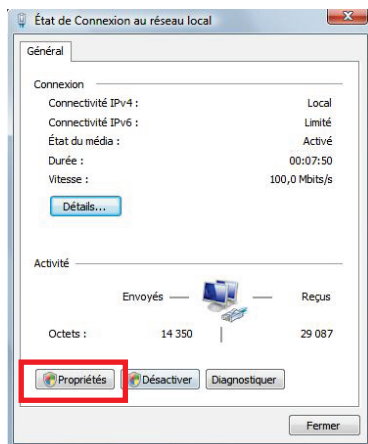 État de Connexion au réseau local
Général
Connexion
Connectivité IPv4 : Local
Connectivité IPv6 : Limité
État du média : Activé
Durée : 00:07:50
Vitesse : 100,0 Mbits/s
Détails...
Activité
Envoyés Reçus
Octets : 14 350 29 087
Propriétés Désactiver Diagnostiquer
Fermer